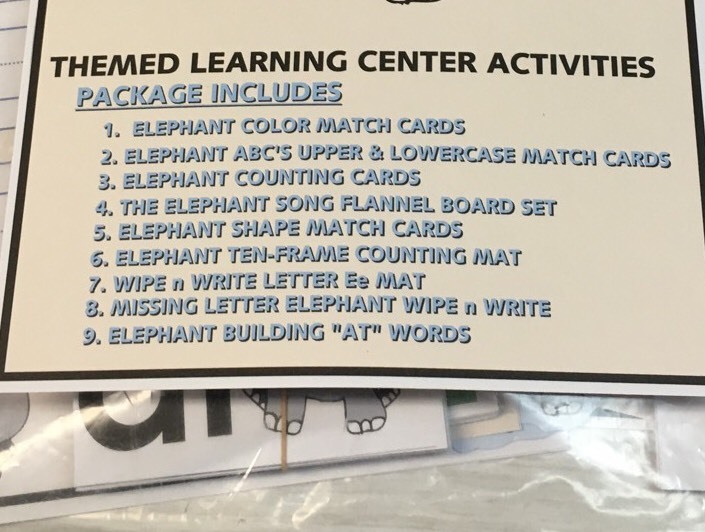 THEMED LEARNING CENTER ACTIVITIES
PACKAGE INCLUDES
1. ELEPHANT COLOR MATCH CARDS
2. ELEPHANT ABC'S UPPER & LOWERCASE MATCH CARDS
3. ELEPHANT COUNTING CARDS
4. THE ELEPHANT SONG FLANNEL BOARD SET
5. ELEPHANT SHAPE MATCH CARDS
6. ELEPHANT TEN-FRAME COUNTING MAT
7. WIPE n WRITE LETTER Ee MAT
8. MISSING LETTER ELEPHANT WIPE n WRITE
9. ELEPHANT BUILDING "AT" WORDS